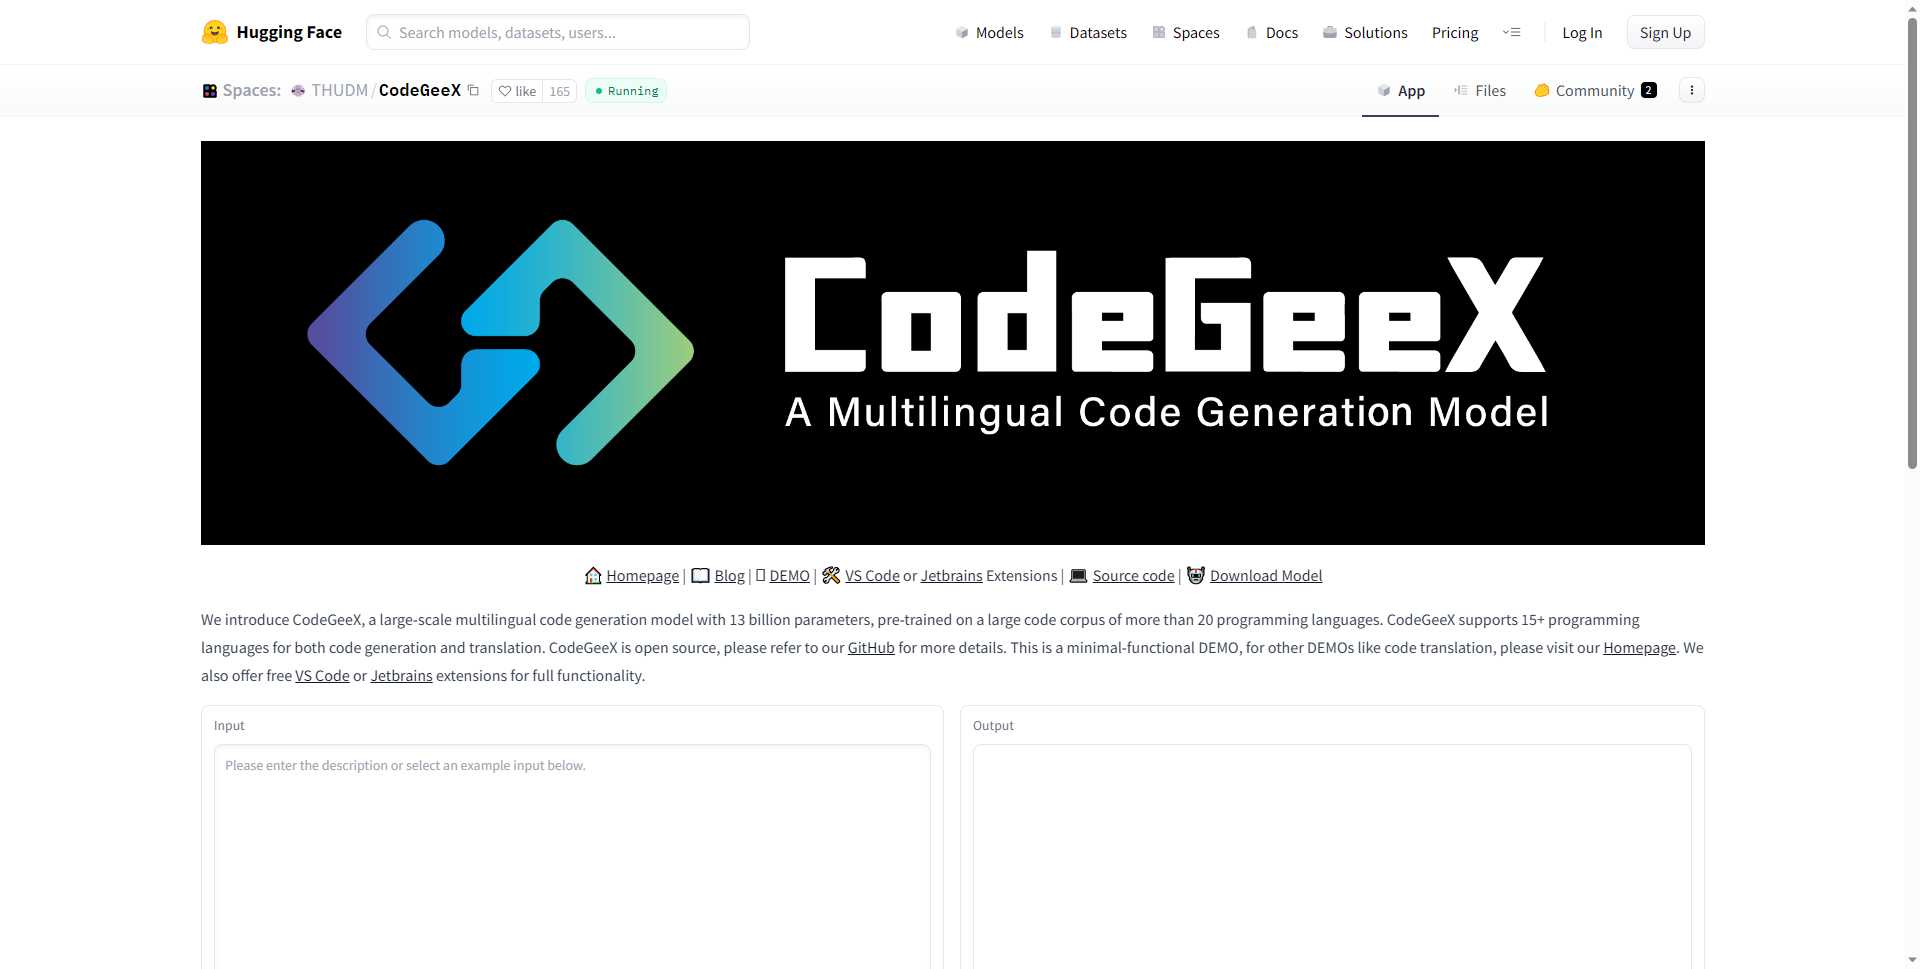 Hugging Face
Search models, datasets, users...
Models
Datasets
Spaces
Docs
Solutions
Pricing
Log In
Sign Up
Spaces:
THUDM/CodeGeeX
like 165
Running
App
Files
Community 2
CodeGeeX
A Multilingual Code Generation Model
Homepage | Blog | DEMO | VS Code or Jetbrains Extensions | Source code | Download Model
We introduce CodeGeeX, a large-scale multilingual code generation model with 13 billion parameters, pre-trained on a large code corpus of more than 20 programming languages. CodeGeeX supports 15+ programming
languages for both code generation and translation. CodeGeeX is open source, please refer to our GitHub for more details. This is a minimal-functional DEMO, for other DEMOs like code translation, please visit our Homepage. We
also offer free VS Code or Jetbrains extensions for full functionality.
Input
Please enter the description or select an example input below.
Output